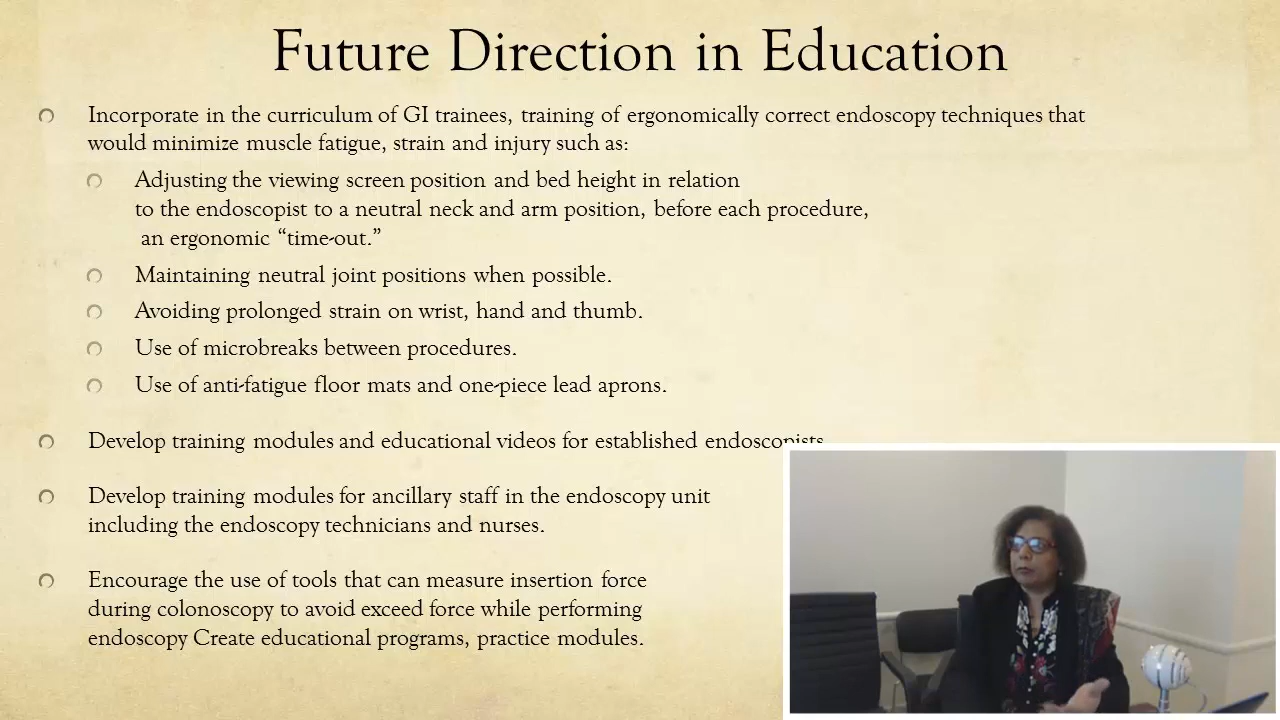 Future Direction in Education
Incorporate in the curriculum of GI trainees, training of ergonomically correct endoscopy techniques that
would minimize muscle fatigue, strain and injury such as:
Adjusting the viewing screen position and bed height in relation
to the endoscopist to a neutral neck and arm position, before each procedure,
an ergonomic “time-out.”
Maintaining neutral joint positions when possible.
Avoiding prolonged strain on wrist, hand and thumb.
Use of microbreaks between procedures.
Use of anti-fatigue floor mats and one-piece lead aprons.
Develop training modules and educational videos for established endoscopists
Develop training modules for ancillary staff in the endoscopy unit
including the endoscopy technicians and nurses.
Encourage the use of tools that can measure insertion force
during colonoscopy to avoid exceed force while performing
endoscopy Create educational programs, practice modules.